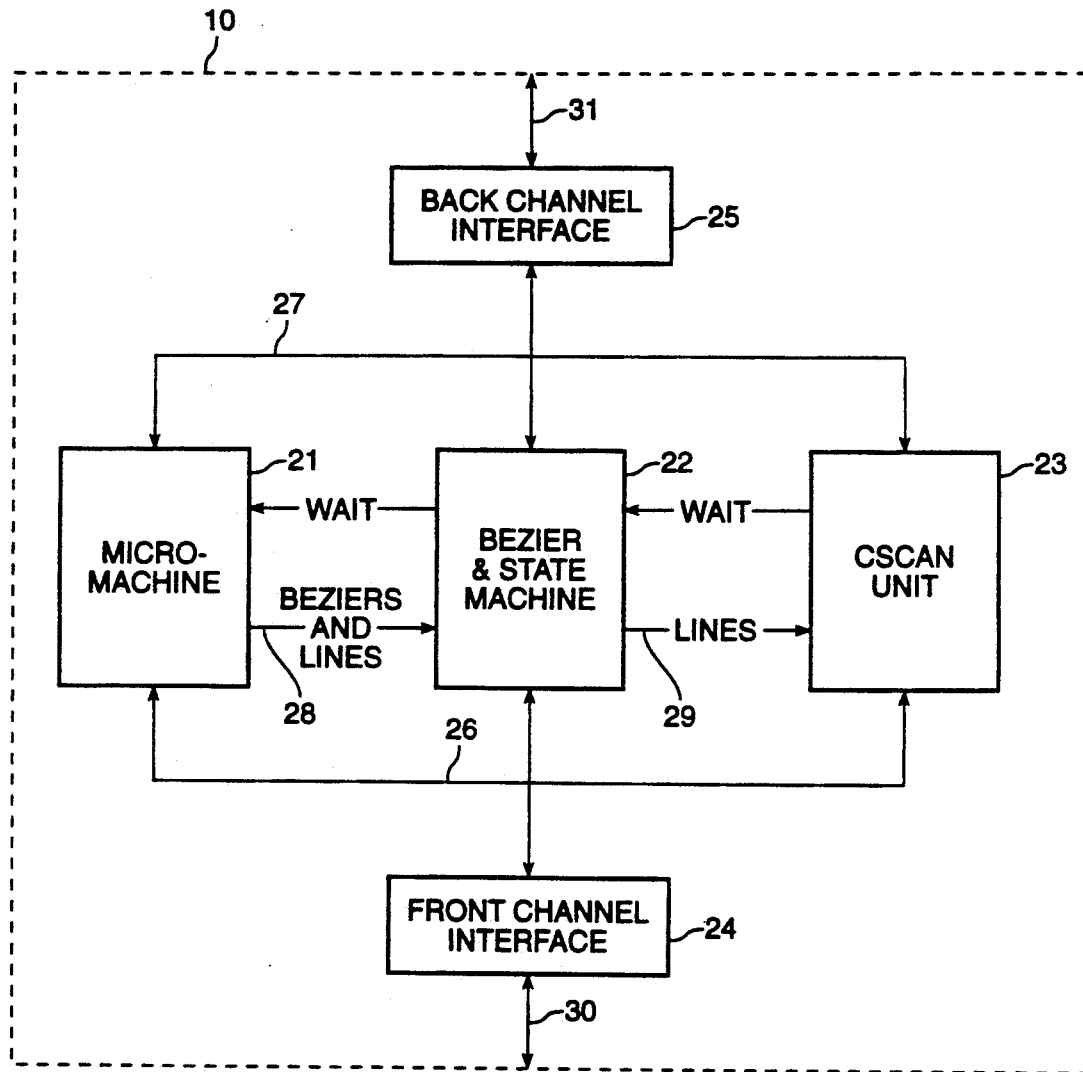 10
31
BACK CHANNEL
INTERFACE
25
27
21
22
23
WAIT
WAIT
MICRO-
MACHINE
BEZIER
& STATE
MACHINE
CSCAN
UNIT
BEZIERS
AND
LINES
LINES
28
29
26
FRONT CHANNEL
INTERFACE
24
30